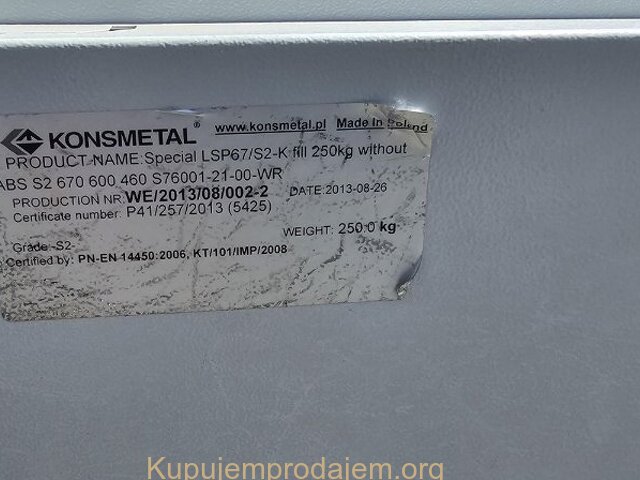 KONSMETAL® www.konsmetal.pl Made in Poland
PRODUCT NAME: Special LSP67/S2-K fill 250kg without
ABS S2 670 600 460 S76001-21-00-WR
PRODUCTION NR: WE/2013/08/002-2 DATE: 2013-08-26
Certificate number: P41/257/2013 (5425)
WEIGHT: 250.0 kg
Grade: -S2-
Certified by: PN-EN 14450:2006, KT/101/IMP/2008
Kupujemprodajem.org